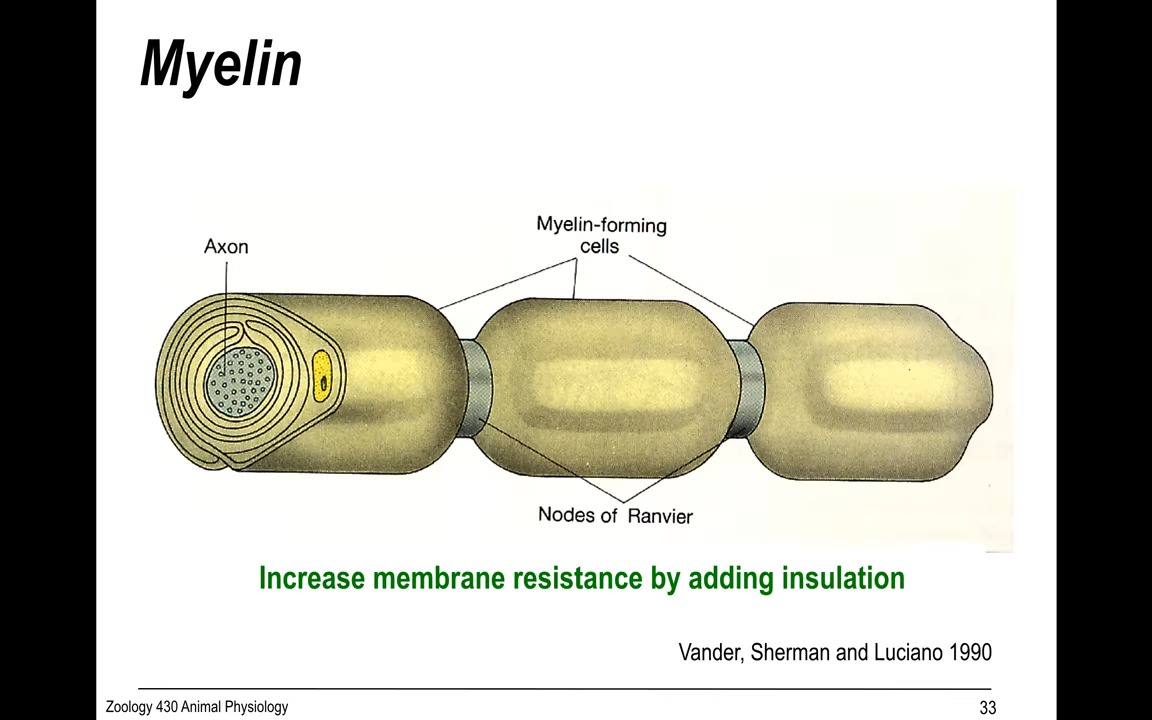 Myelin
Myelin-forming
cells
Axon
Nodes of Ranvier
Increase membrane resistance by adding insulation
Vander, Sherman and Luciano 1990
Zoology 430 Animal Physiology
33